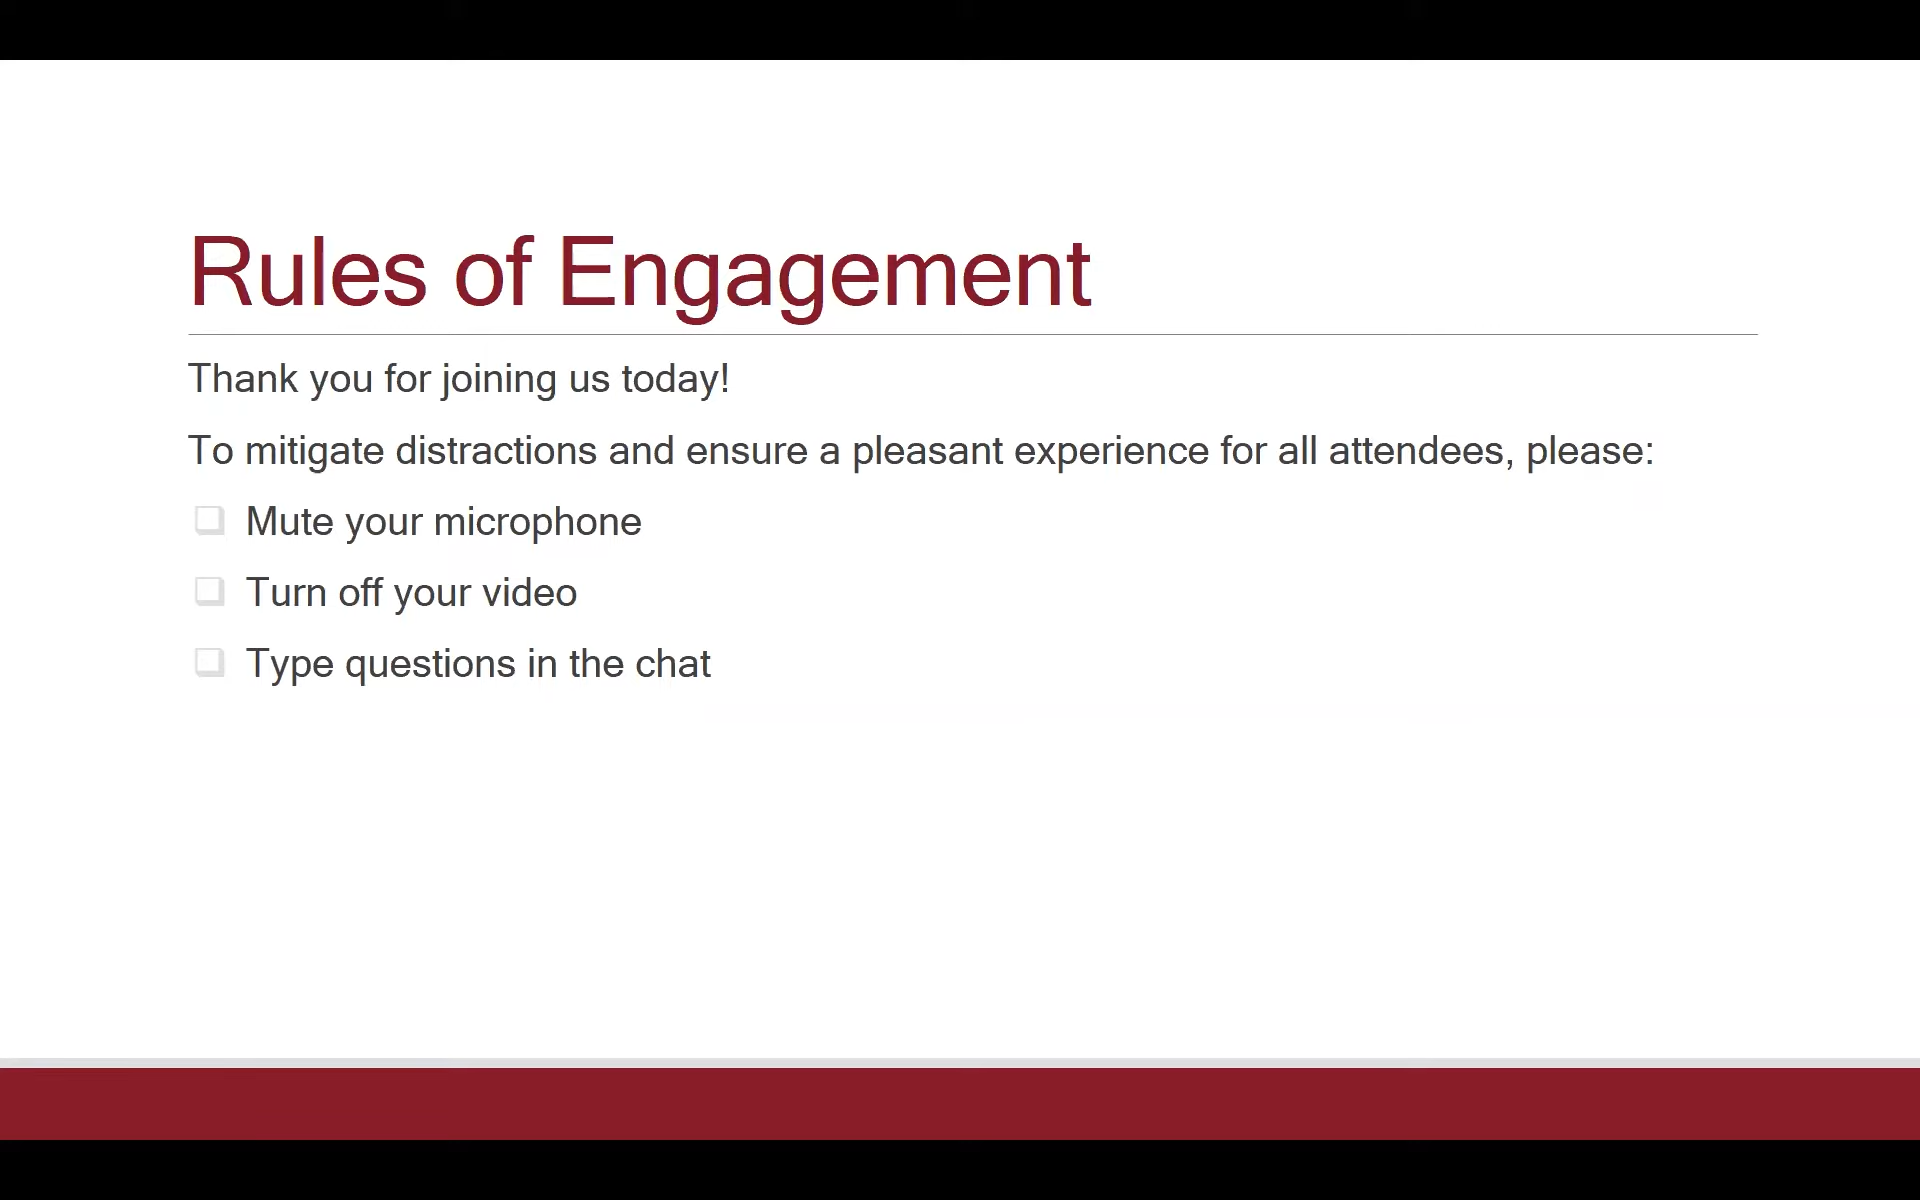 Rules of Engagement
Thank you for joining us today!
To mitigate distractions and ensure a pleasant experience for all attendees, please:
Mute your microphone
Turn off your video
Type questions in the chat